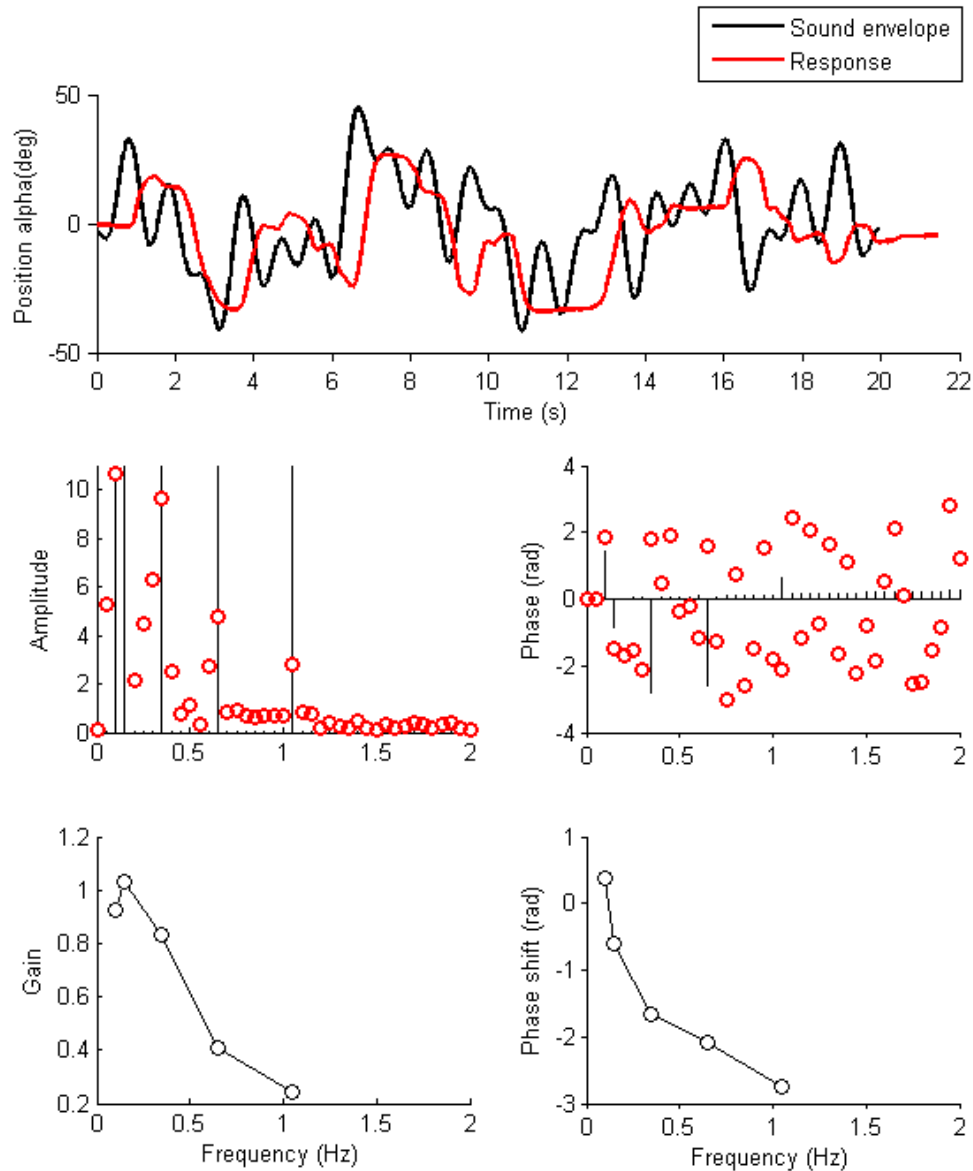 Sound envelope
Response
Position alpha(deg)
50
0
-50
0 2 4 6 8 10 12 14 16 18 20 22
Time (s)
Amplitude
10
8
6
4
2
0
0 0.5 1 1.5 2
Phase (rad)
4
2
0
-2
-4
0 0.5 1 1.5 2
Gain
1.2
1
0.8
0.6
0.4
0.2
0 0.5 1 1.5 2
Frequency (Hz)
Phase shift (rad)
1
0
-1
-2
-3
0 0.5 1 1.5 2
Frequency (Hz)